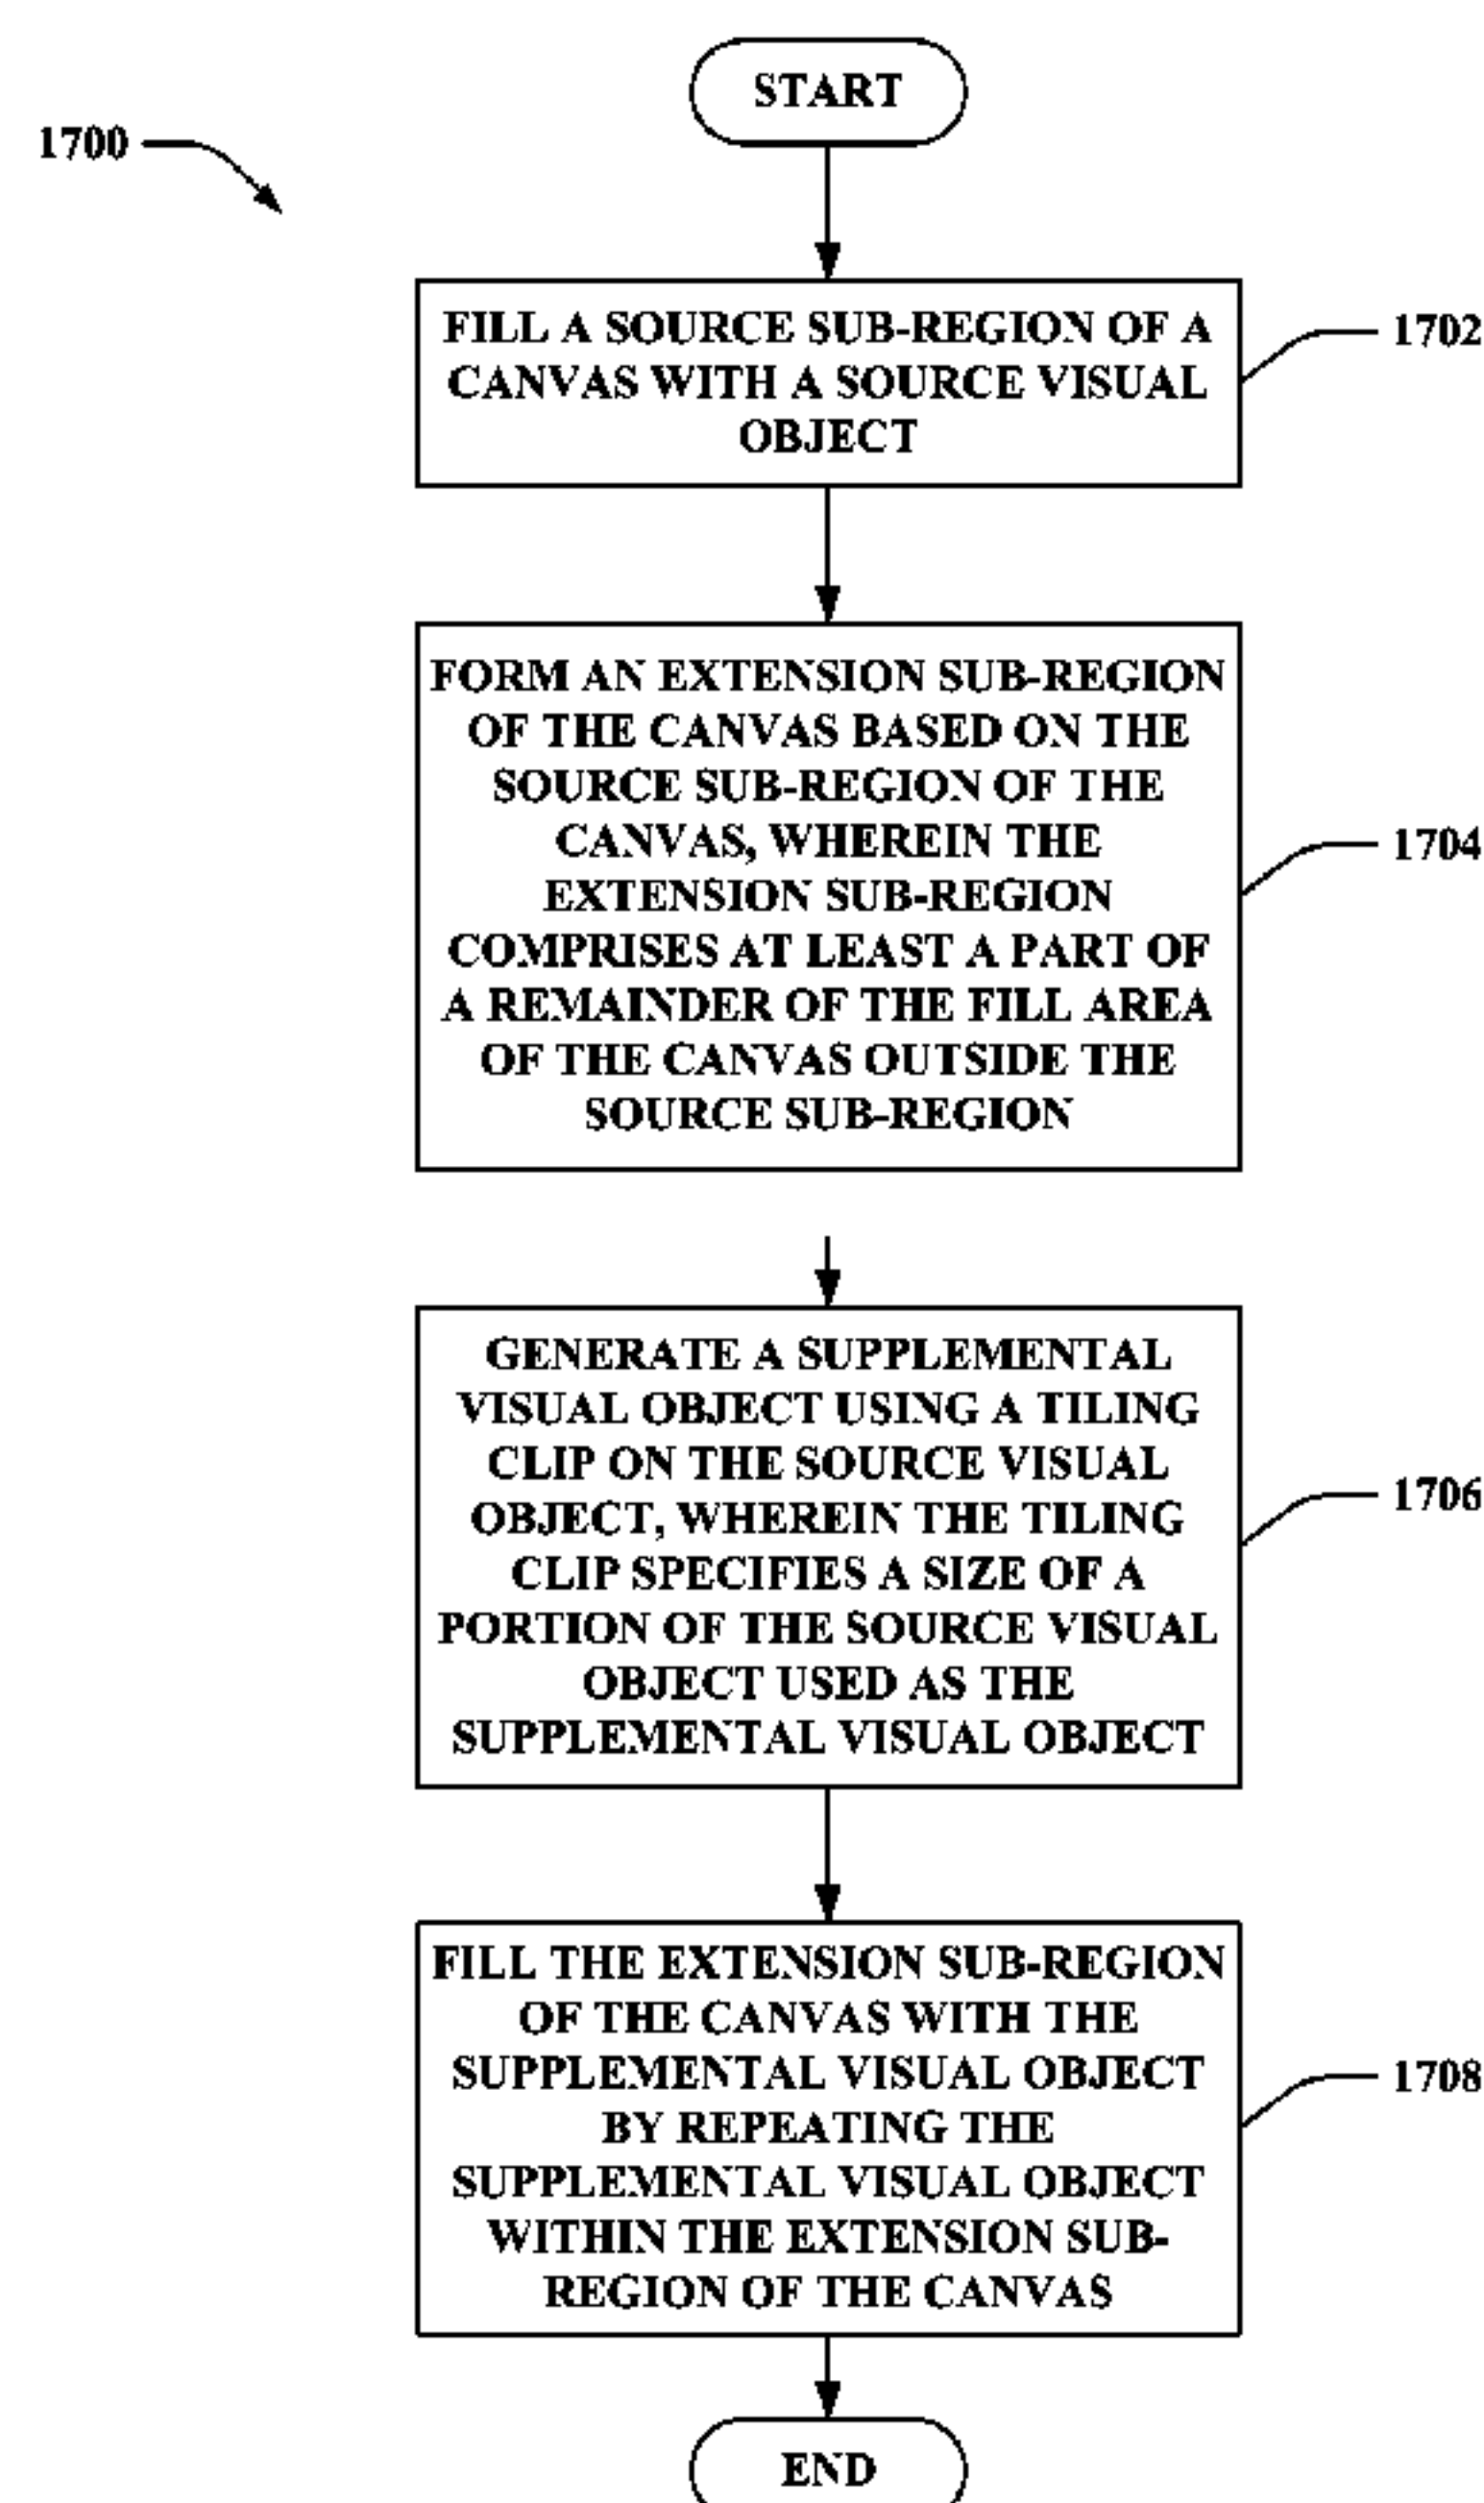 START
1700
FILL A SOURCE SUB-REGION OF A
CANVAS WITH A SOURCE VISUAL
OBJECT
1702
FORM AN EXTENSION SUB-REGION
OF THE CANVAS BASED ON THE
SOURCE SUB-REGION OF THE
CANVAS, WHEREIN THE
EXTENSION SUB-REGION
COMPRISES AT LEAST A PART OF
A REMAINDER OF THE FILL AREA
OF THE CANVAS OUTSIDE THE
SOURCE SUB-REGION
1704
GENERATE A SUPPLEMENTAL
VISUAL OBJECT USING A TILING
CLIP ON THE SOURCE VISUAL
OBJECT, WHEREIN THE TILING
CLIP SPECIFIES A SIZE OF A
PORTION OF THE SOURCE VISUAL
OBJECT USED AS THE
SUPPLEMENTAL VISUAL OBJECT
1706
FILL THE EXTENSION SUB-REGION
OF THE CANVAS WITH THE
SUPPLEMENTAL VISUAL OBJECT
BY REPEATING THE
SUPPLEMENTAL VISUAL OBJECT
WITHIN THE EXTENSION SUB-
REGION OF THE CANVAS
1708
END